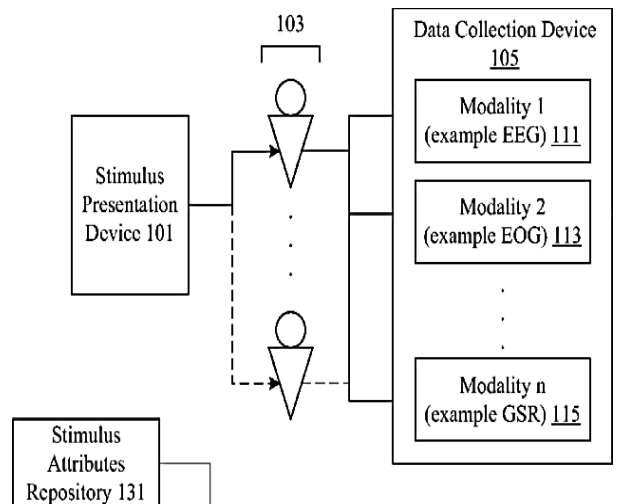 103
Data Collection Device
105
Modality 1
(example EEG) 111
Stimulus
Presentation
Device 101
Modality 2
(example EOG) 113
Modality n
(example GSR) 115
Stimulus
Attributes
Repository 131